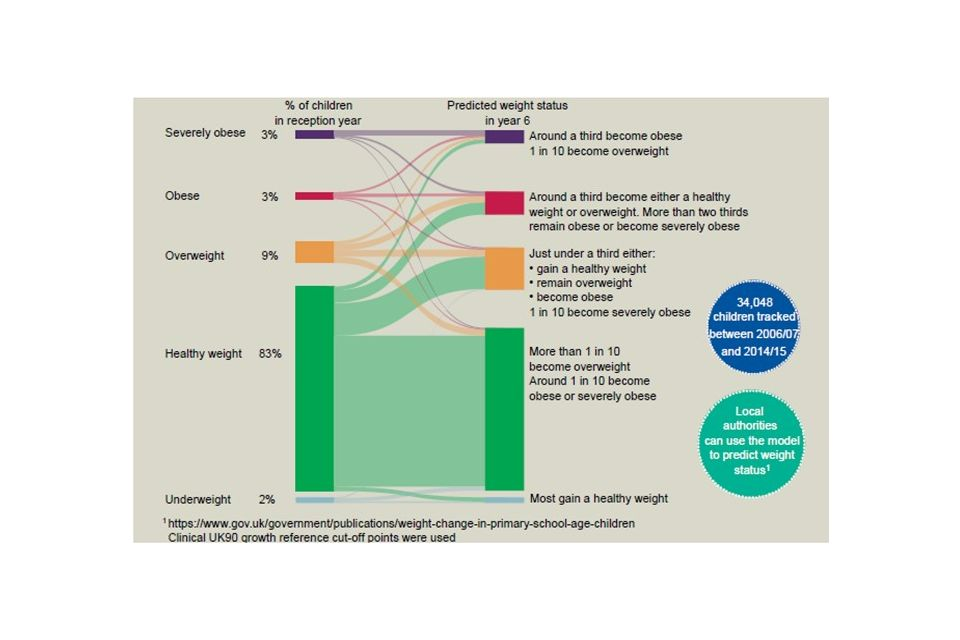 % of children
in reception year
Predicted weight status
in year 6
Severely obese 3%
Around a third become obese
1 in 10 become overweight
Obese 3%
Around a third become either a healthy
weight or overweight. More than two thirds
remain obese or become severely obese
Overweight 9%
Just under a third either:
• gain a healthy weight
• remain overweight
• become obese
1 in 10 become severely obese
Healthy weight 83%
More than 1 in 10
become overweight
Around 1 in 10 become
obese or severely obese
Underweight 2%
Most gain a healthy weight
34,048
children tracked
between 2006/07
and 2014/15
Local
authorities
can use the model
to predict weight
status¹
¹ https://www.gov.uk/government/publications/weight-change-in-primary-school-age-children
Clinical UK90 growth reference cut-off points were used